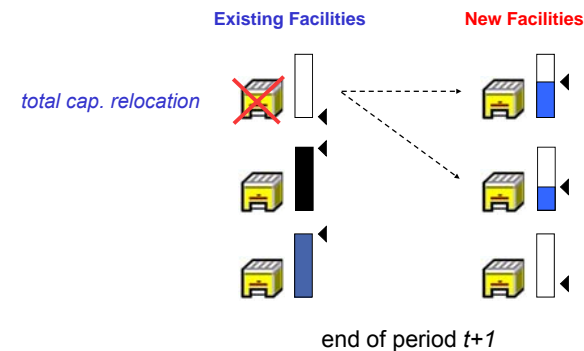 Existing Facilities
New Facilities
total cap. relocation
end of period t+1